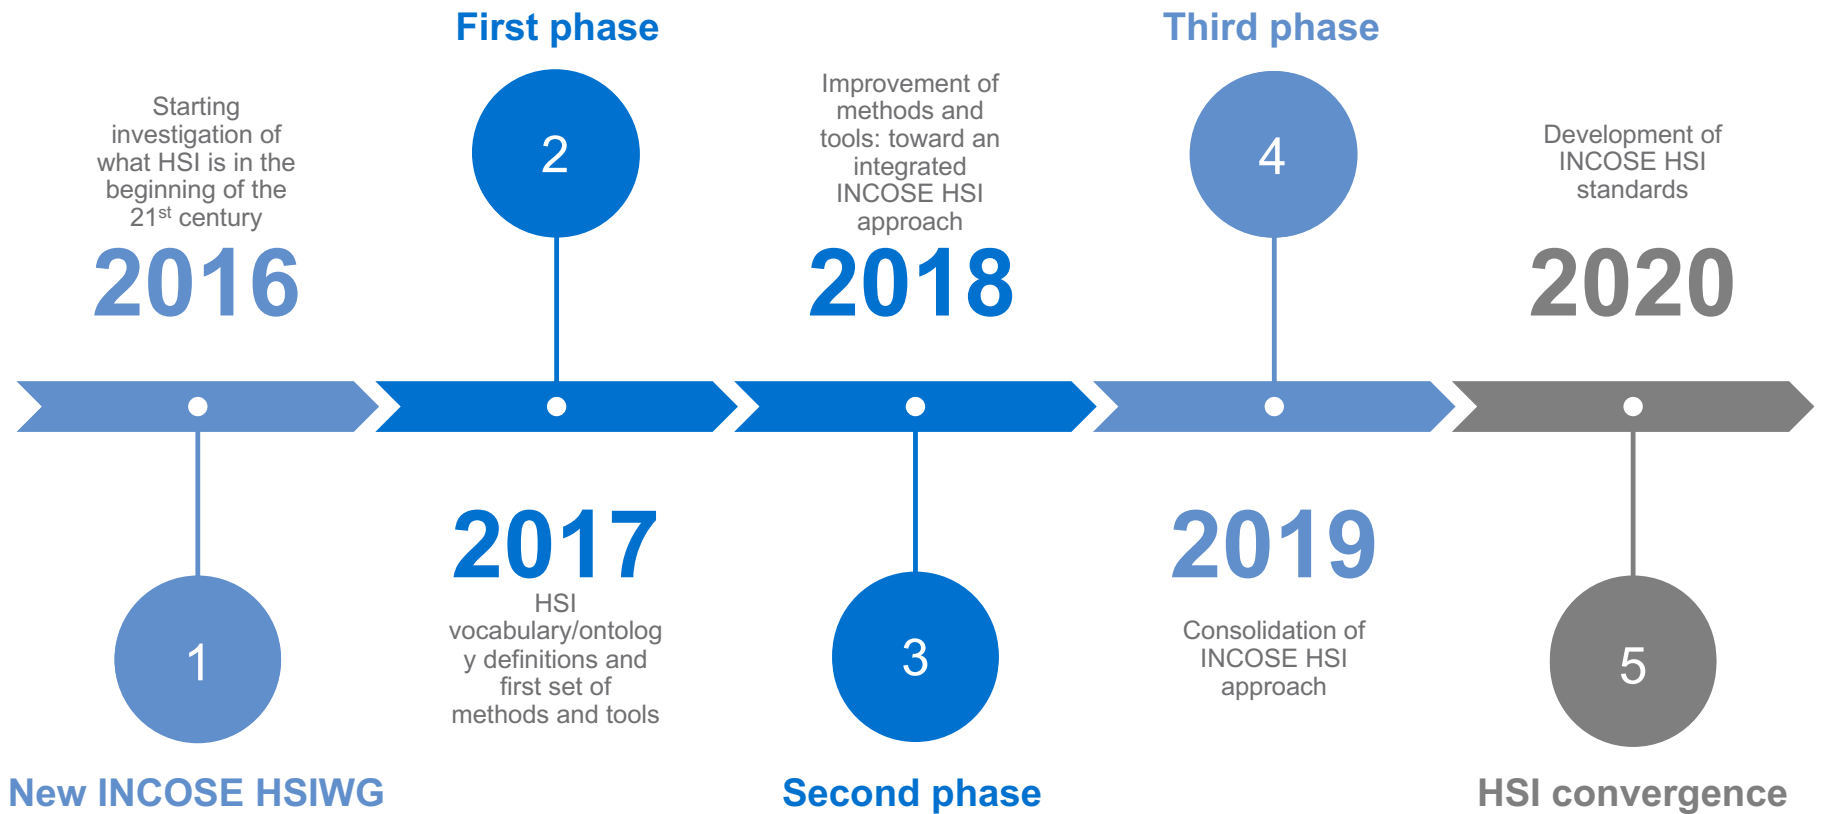 New INCOSE HSIWG
1
2016
Starting
investigation of
what HSI is in the
beginning of the
21st century
First phase
2
2017
HSI
vocabulary/ontolog
y definitions and
first set of
methods and tools
Improvement of
methods and
tools: toward an
integrated
INCOSE HSI
approach
2018
3
Second phase
Third phase
4
2019
Consolidation of
INCOSE HSI
approach
Development of
INCOSE HSI
standards
2020
5
HSI convergence